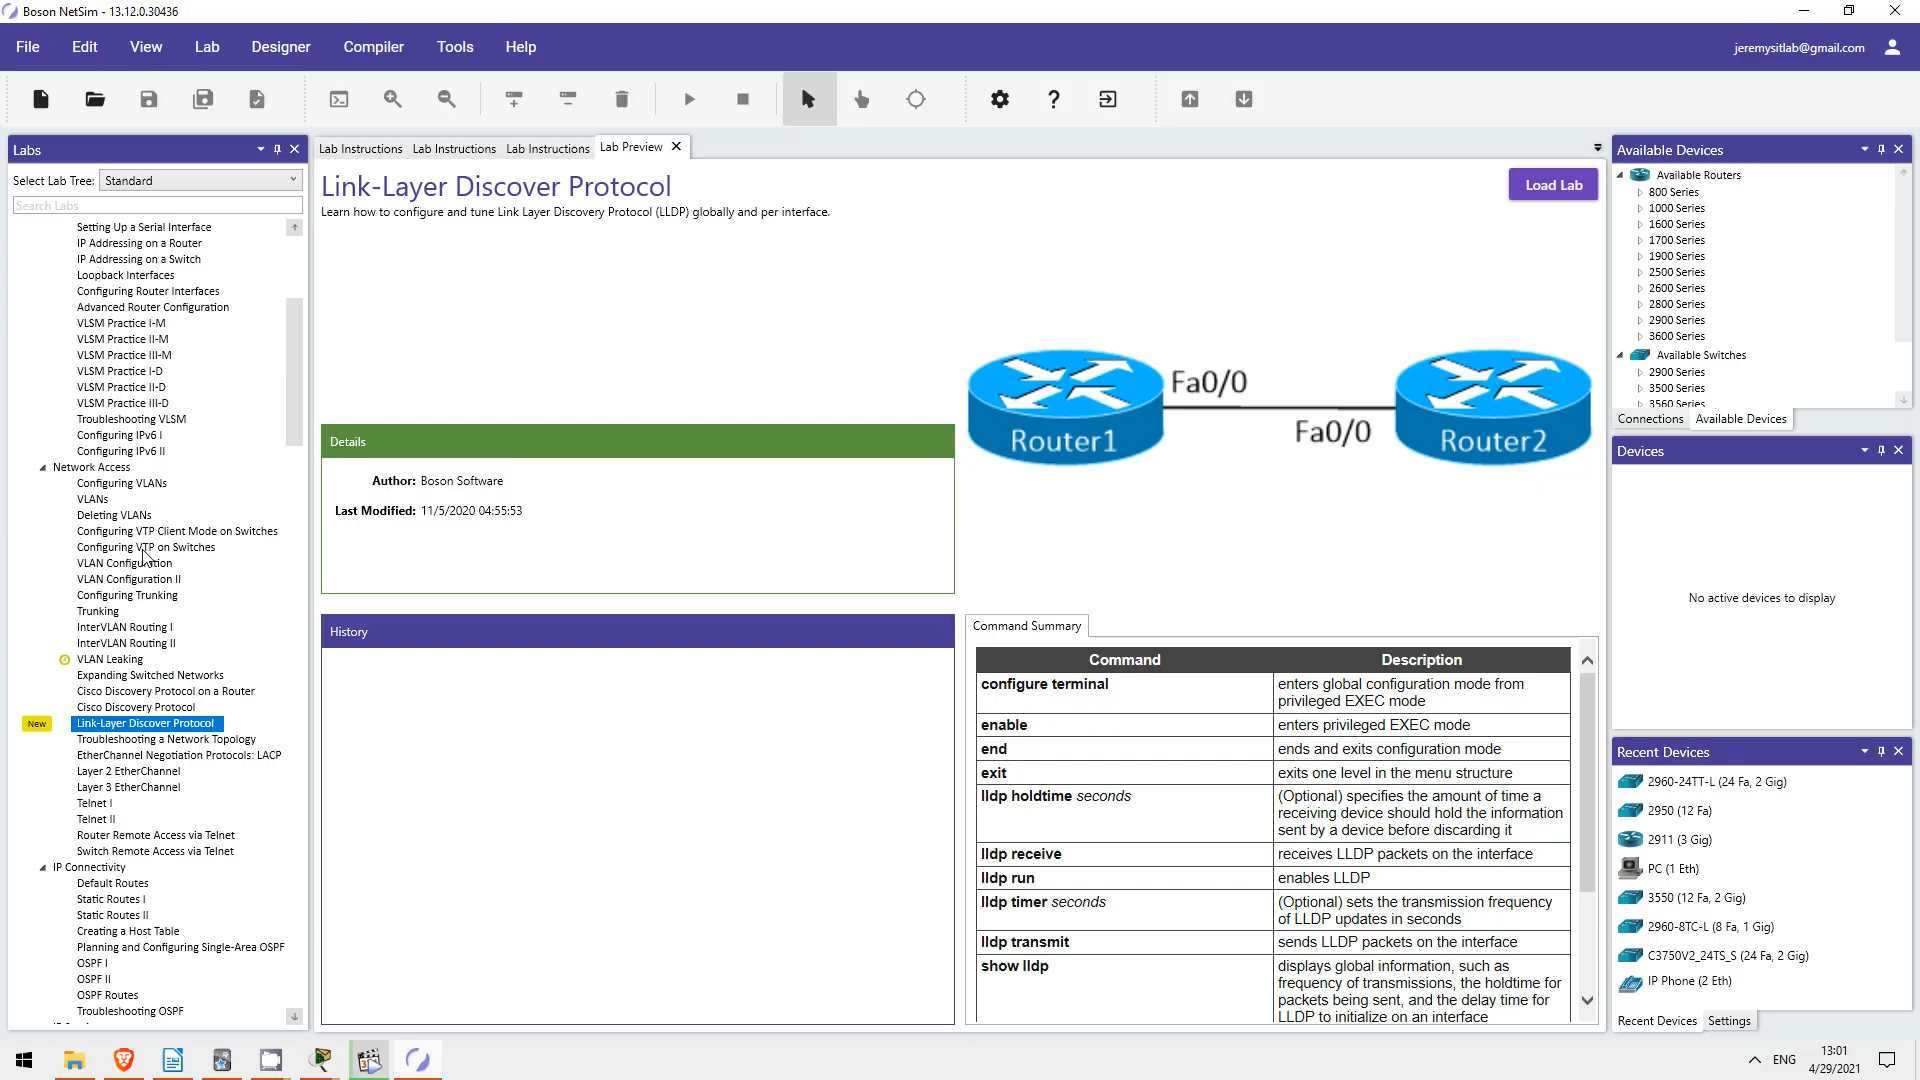 Boson NetSim - 13.12.0.30436
File Edit View Lab Designer Compiler Tools Help
jeremysitlab@gmail.com
Labs
Select Lab Tree: Standard
Search Labs
Setting Up a Serial Interface
IP Addressing on a Router
IP Addressing on a Switch
Loopback Interfaces
Configuring Router Interfaces
Advanced Router Configuration
VLSM Practice I-M
VLSM Practice II-M
VLSM Practice III-M
VLSM Practice I-D
VLSM Practice II-D
VLSM Practice III-D
Troubleshooting VLSM
Configuring IPv6 I
Configuring IPv6 II
Network Access
Configuring VLANs
VLANs
Deleting VLANs
Configuring VTP Client Mode on Switches
Configuring VTP on Switches
VLAN Configuration
VLAN Configuration II
Configuring Trunking
Trunking
InterVLAN Routing I
InterVLAN Routing II
VLAN Leaking
Expanding Switched Networks
Cisco Discovery Protocol on a Router
Cisco Discovery Protocol
New Link-Layer Discover Protocol
Troubleshooting a Network Topology
EtherChannel Negotiation Protocols: LACP
Layer 2 EtherChannel
Layer 3 EtherChannel
Telnet I
Telnet II
Router Remote Access via Telnet
Switch Remote Access via Telnet
IP Connectivity
Default Routes
Static Routes I
Static Routes II
Creating a Host Table
Planning and Configuring Single-Area OSPF
OSPF I
OSPF II
OSPF Routes
Troubleshooting OSPF
Lab Instructions Lab Instructions Lab Instructions Lab Preview
Link-Layer Discover Protocol
Load Lab
Learn how to configure and tune Link Layer Discovery Protocol (LLDP) globally and per interface.
Fa0/0
Fa0/0
Router1
Router2
Details
Author: Boson Software
Last Modified: 11/5/2020 04:55:53
History
Command Summary
Command Description
configure terminal enters global configuration mode from
privileged EXEC mode
enable enters privileged EXEC mode
end ends and exits configuration mode
exit exits one level in the menu structure
lldp holdtime seconds (Optional) specifies the amount of time a
receiving device should hold the information
sent by a device before discarding it
lldp receive receives LLDP packets on the interface
lldp run enables LLDP
lldp timer seconds (Optional) sets the transmission frequency
of LLDP updates in seconds
lldp transmit sends LLDP packets on the interface
show lldp displays global information, such as
frequency of transmissions, the holdtime for
packets being sent, and the delay time for
LLDP to initialize on an interface
Available Devices
Available Routers
800 Series
1000 Series
1600 Series
1700 Series
1900 Series
2500 Series
2600 Series
2800 Series
2900 Series
3600 Series
Available Switches
2900 Series
3500 Series
3560 Series
Connections Available Devices
Devices
No active devices to display
Recent Devices
2960-24TT-L (24 Fa, 2 Gig)
2950 (12 Fa)
2911 (3 Gig)
PC (1 Eth)
3550 (12 Fa, 2 Gig)
2960-8TC-L (8 Fa, 1 Gig)
C3750V2_24TS_S (24 Fa, 2 Gig)
IP Phone (2 Eth)
Recent Devices Settings
ENG
13:01
4/29/2021